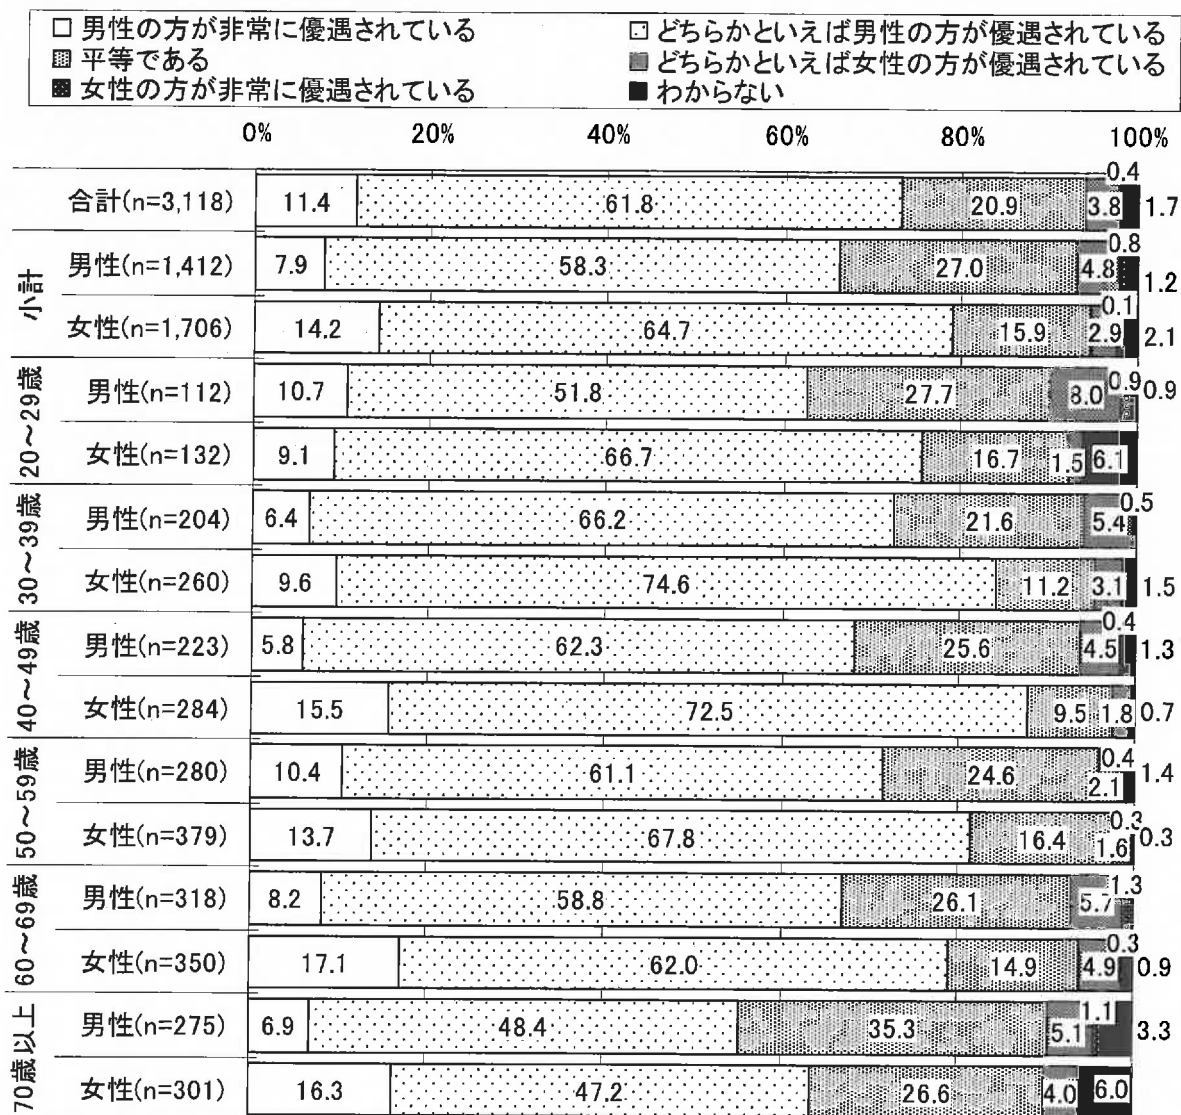 □ 男性の方が非常に優遇されている □ どちらかといえば男性の方が優遇されている
平等である どちらかといえば女性の方が優遇されている
■ 女性の方が非常に優遇されている ■ わからない
0% 20% 40% 60% 80% 100%
合計(n=3,118) 11.4 61.8 20.9 3.8 0.4 1.7
小計
男性(n=1,412) 7.9 58.3 27.0 4.8 0.8 1.2
女性(n=1,706) 14.2 64.7 15.9 2.9 0.1 2.1
20～29歳
男性(n=112) 10.7 51.8 27.7 8.0 0.9 0.9
女性(n=132) 9.1 66.7 16.7 1.5 6.1
30～39歳
男性(n=204) 6.4 66.2 21.6 5.4 0.5
女性(n=260) 9.6 74.6 11.2 3.1 1.5
40～49歳
男性(n=223) 5.8 62.3 25.6 4.5 0.4 1.3
女性(n=284) 15.5 72.5 9.5 1.8 0.7
50～59歳
男性(n=280) 10.4 61.1 24.6 2.1 0.4 1.4
女性(n=379) 13.7 67.8 16.4 1.6 0.3 0.3
60～69歳
男性(n=318) 8.2 58.8 26.1 5.7 1.3
女性(n=350) 17.1 62.0 14.9 4.9 0.3 0.9
70歳以上
男性(n=275) 6.9 48.4 35.3 5.1 1.1 3.3
女性(n=301) 16.3 47.2 26.6 4.0 6.0